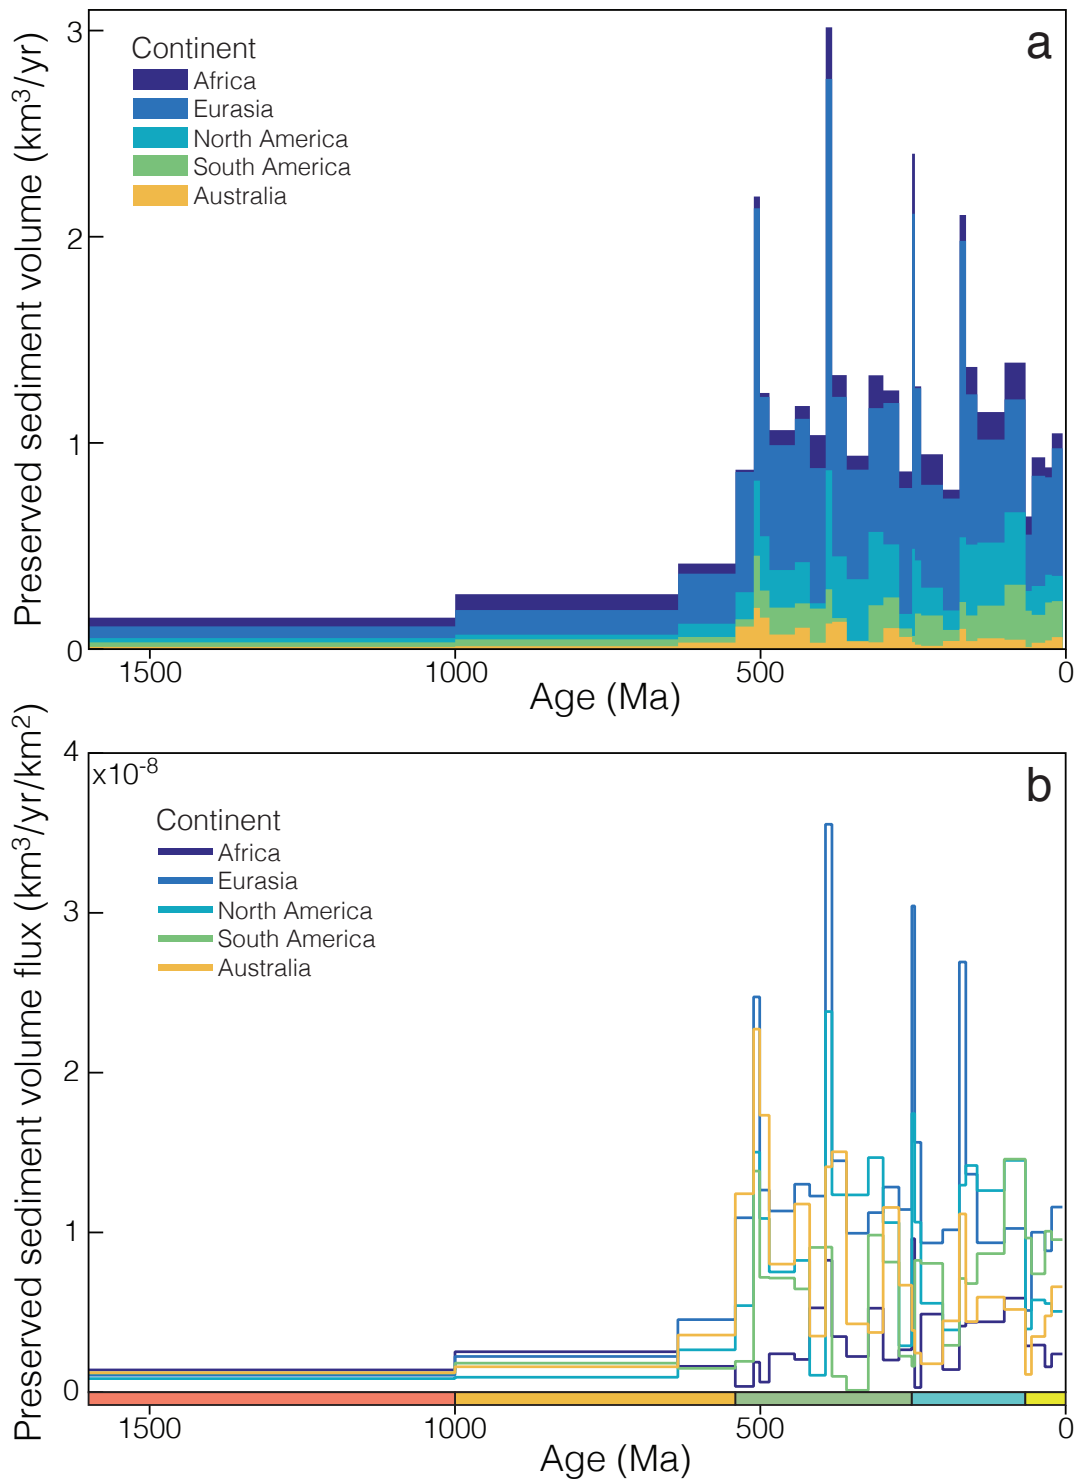 a
Preserved sediment volume (km³/yr)
3
2
1
0
Continent
Africa
Eurasia
North America
South America
Australia
1500
1000
500
0
Age (Ma)
b
Preserved sediment volume flux (km³/yr/km²)
4
x10⁻⁸
3
2
1
0
Continent
Africa
Eurasia
North America
South America
Australia
1500
1000
500
0
Age (Ma)